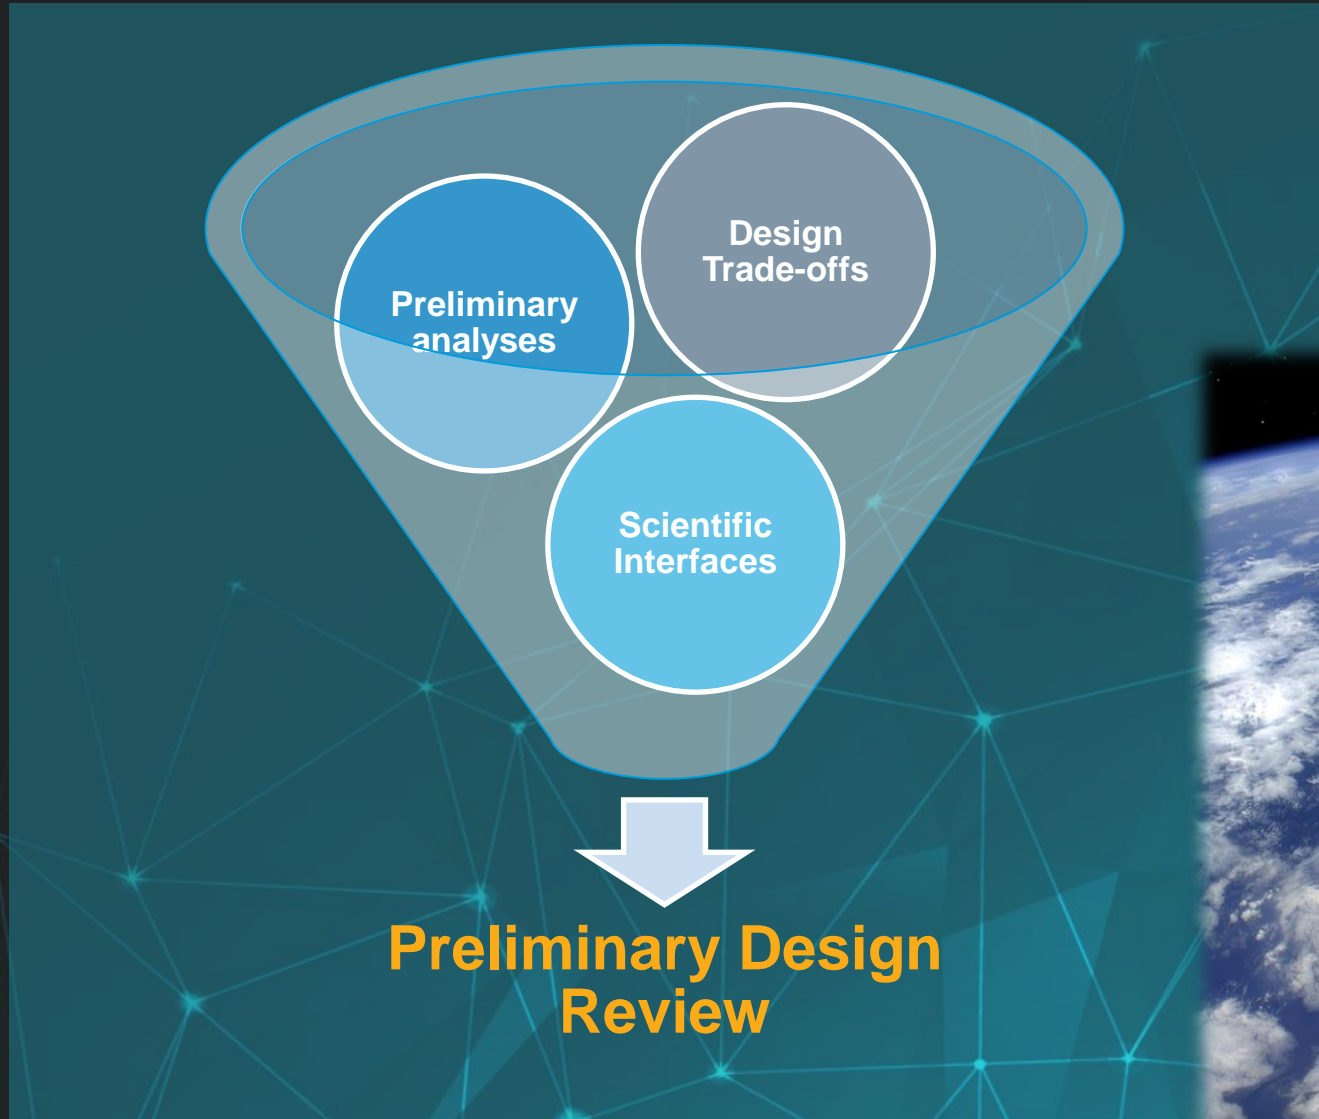 Design
Trade-offs
Preliminary
analyses
Scientific
Interfaces
Preliminary Design
Review